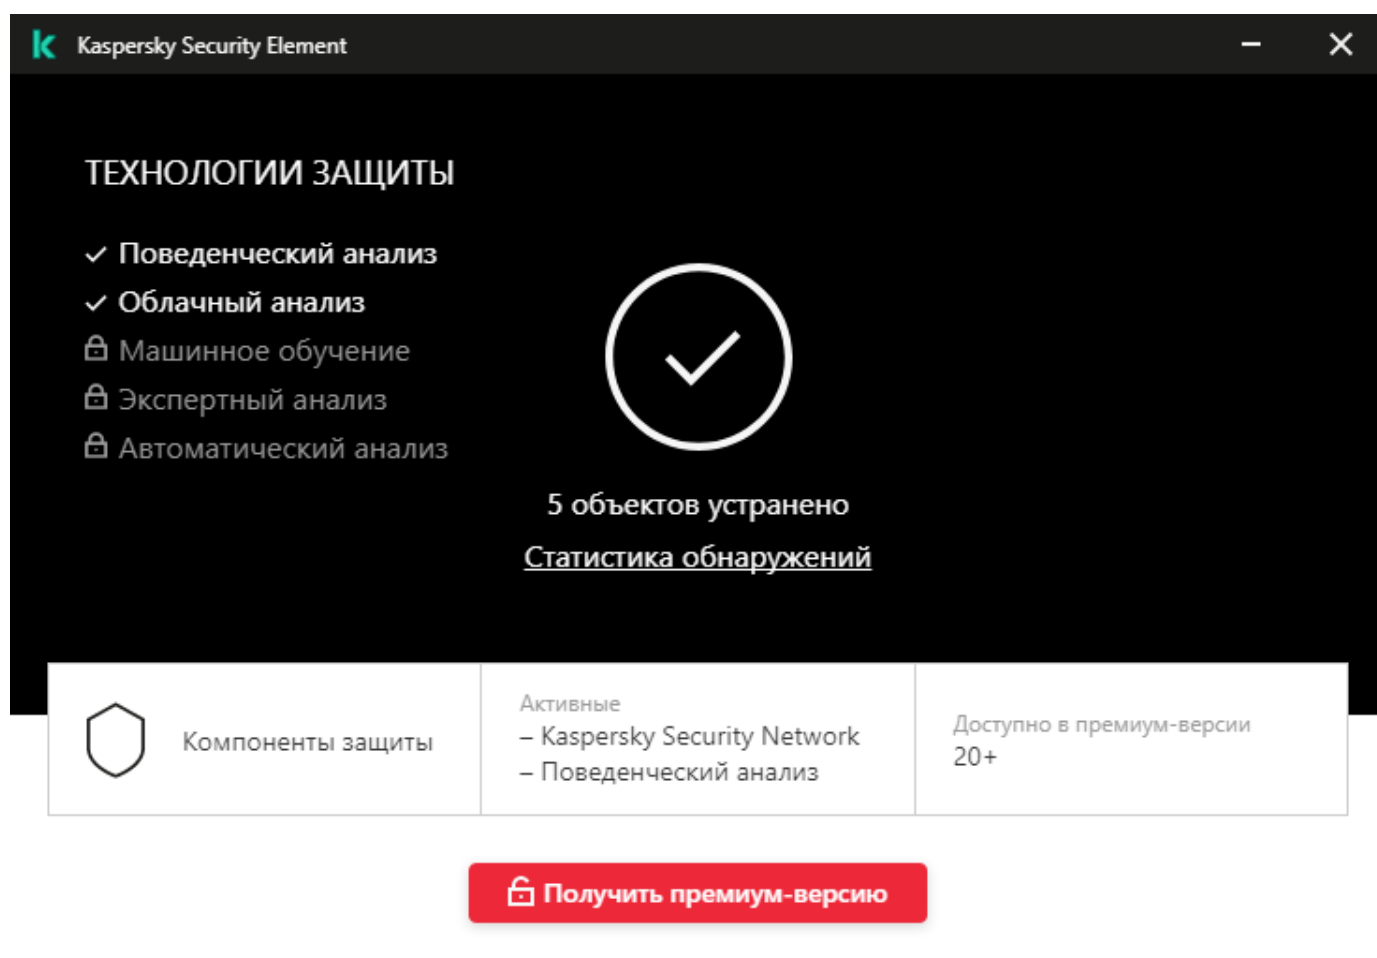 Kaspersky Security Element
ТЕХНОЛОГИИ ЗАЩИТЫ
Поведенческий анализ
Облачный анализ
Машинное обучение
Экспертный анализ
Автоматический анализ
5 объектов устранено
Статистика обнаружений
Компоненты защиты
Активные
– Kaspersky Security Network
– Поведенческий анализ
Доступно в премиум-версии
20+
Получить премиум-версию